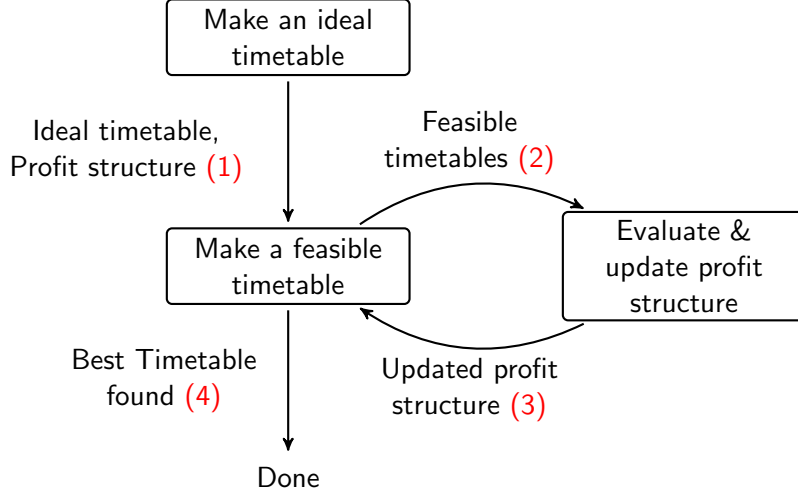 Make an ideal
timetable
Ideal timetable,
Profit structure (1)
Feasible
timetables (2)
Make a feasible
timetable
Evaluate &
update profit
structure
Best Timetable
found (4)
Updated profit
structure (3)
Done